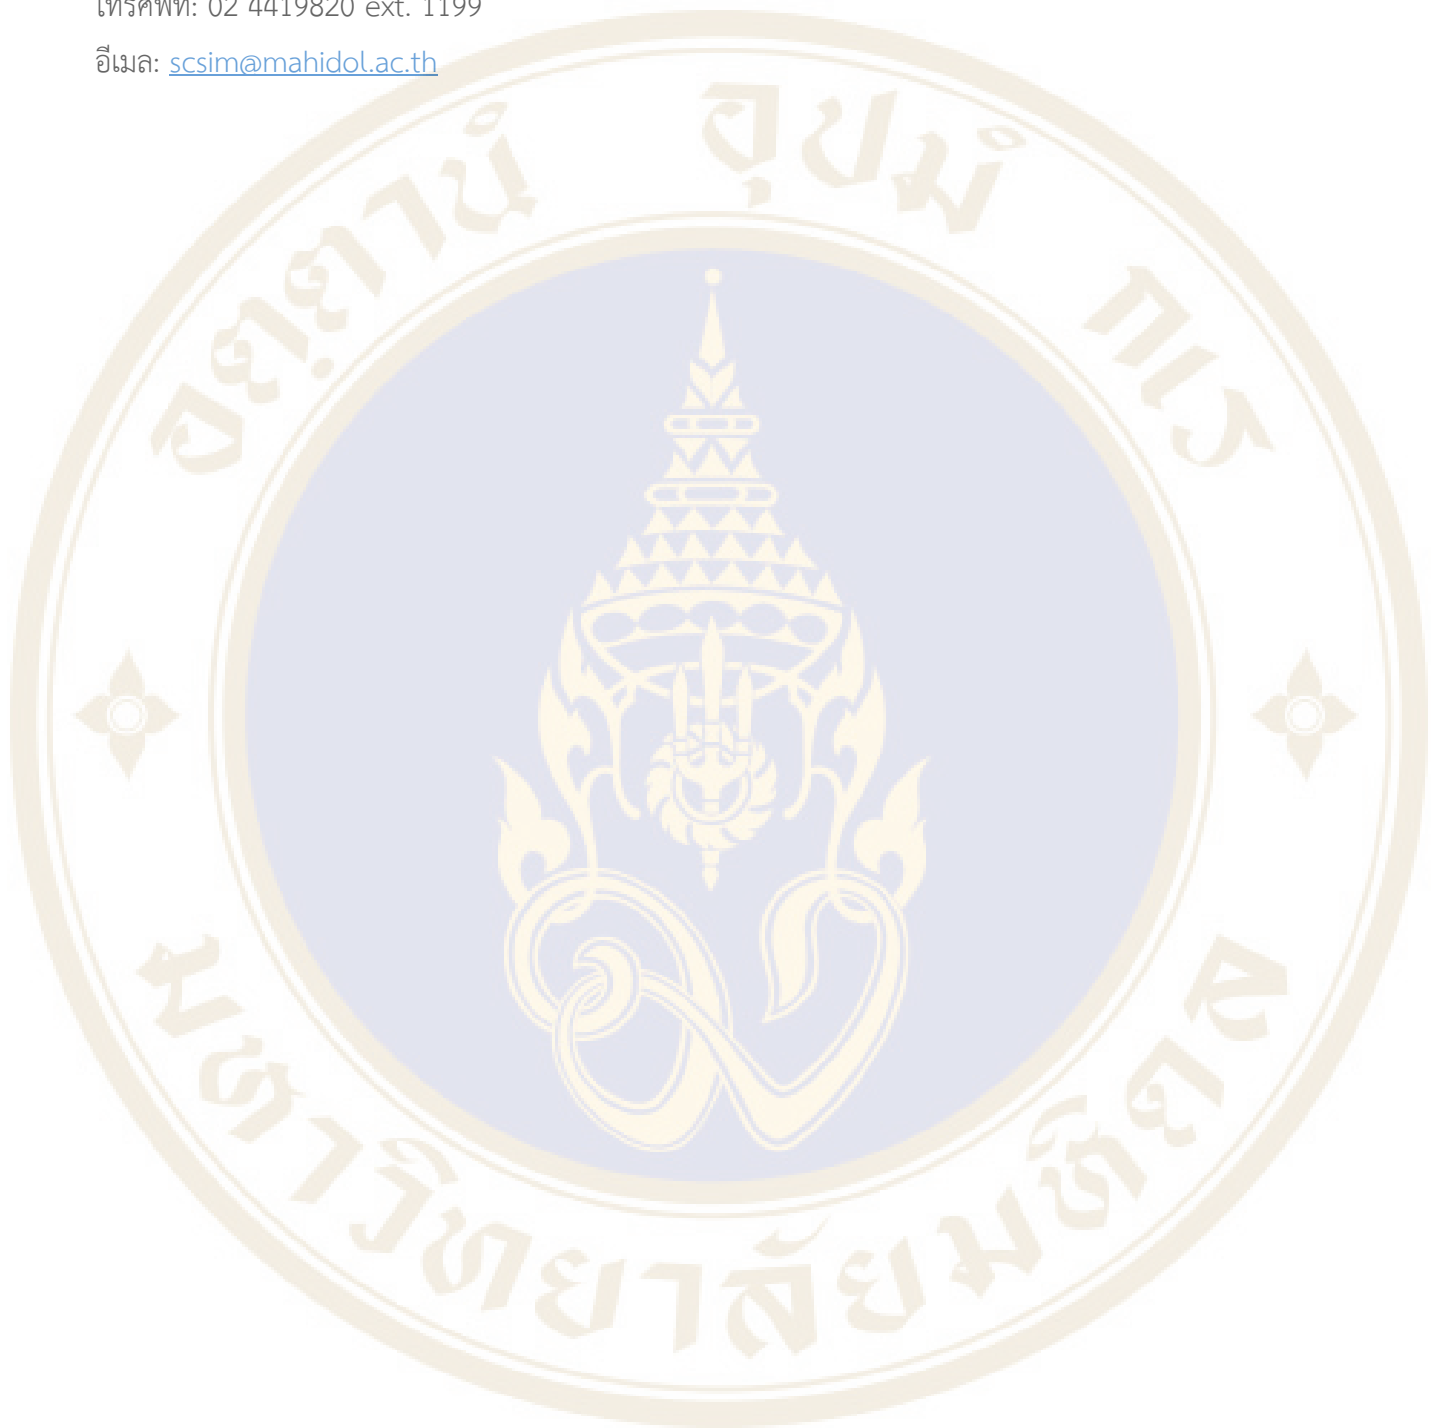 โทรศัพท์: 02 4419820 ext. 1199
อีเมล: scsim@mahidol.ac.th
อตฺตานํ อุปมํ กเร
มหาวิทยาลัยมหิดล